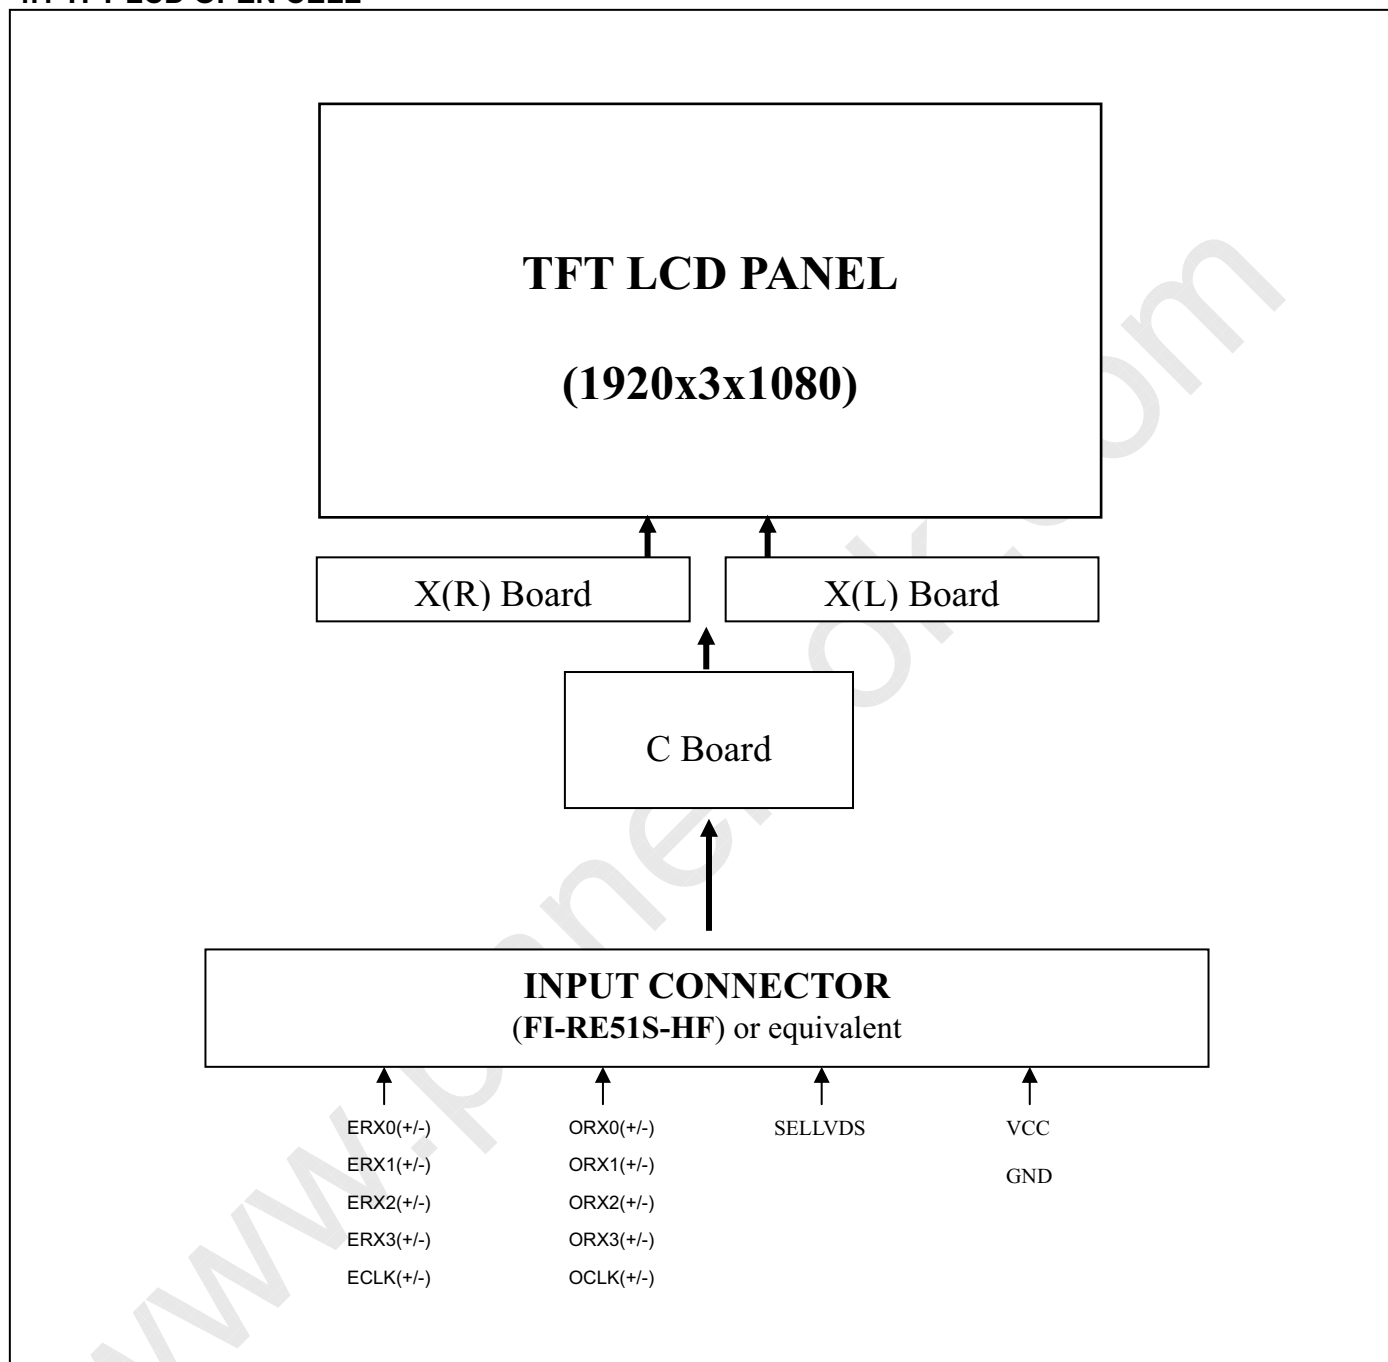 TFT LCD PANEL
(1920x3x1080)
X(R) Board
X(L) Board
C Board
INPUT CONNECTOR
(FI-RE51S-HF) or equivalent
ERX0(+/-)
ERX1(+/-)
ERX2(+/-)
ERX3(+/-)
ECLK(+/-)
ORX0(+/-)
ORX1(+/-)
ORX2(+/-)
ORX3(+/-)
OCLK(+/-)
SELLVDS
VCC
GND